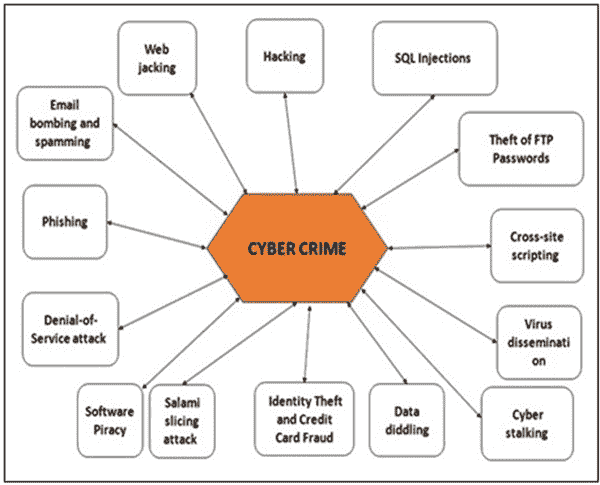 Web
jacking
Hacking
SQL Injections
Email
bombing and
spamming
Theft of FTP
Passwords
Phishing
CYBER CRIME
Cross-site
scripting
Denial-of-
Service attack
Virus
disseminati
on
Software
Piracy
Salami
slicing
attack
Identity Theft
and Credit
Card Fraud
Data
diddling
Cyber
stalking